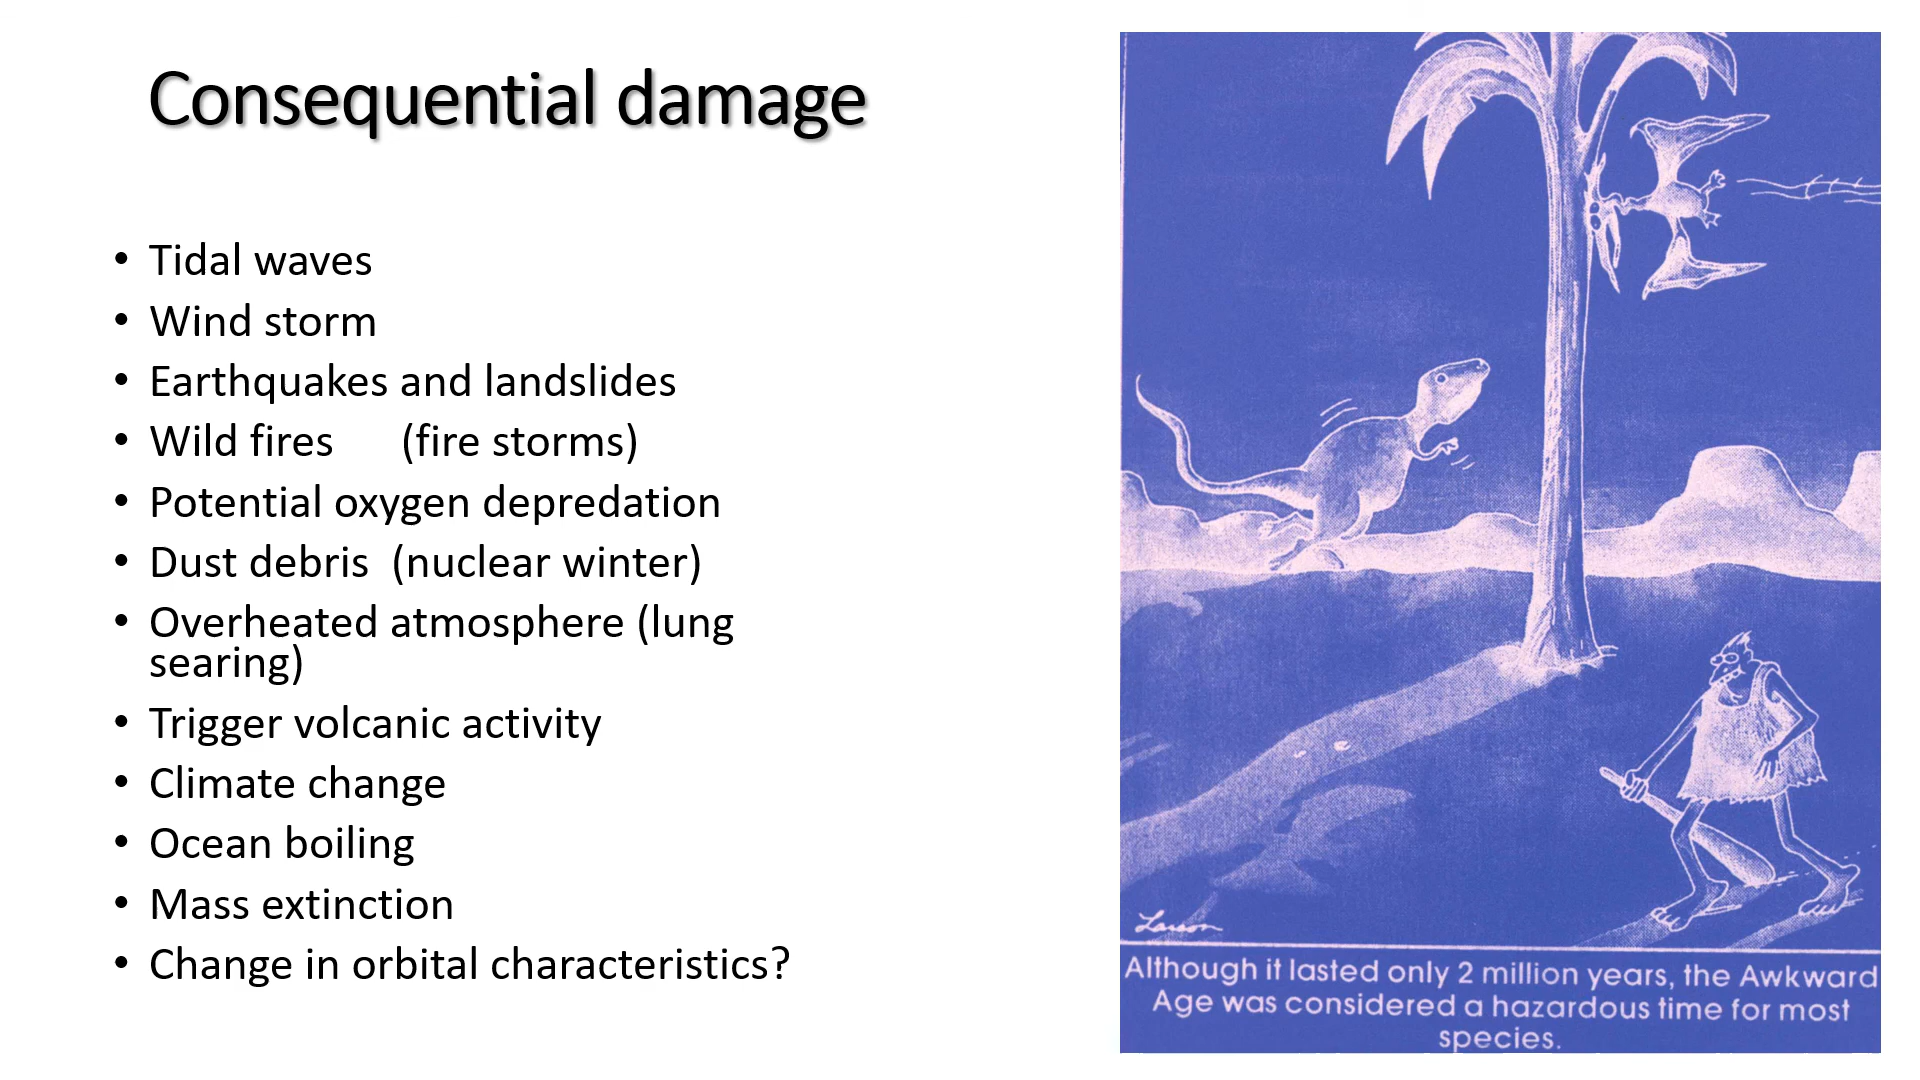 Consequential damage
• Tidal waves
• Wind storm
• Earthquakes and landslides
• Wild fires (fire storms)
• Potential oxygen depredation
• Dust debris (nuclear winter)
• Overheated atmosphere (lung
searing)
• Trigger volcanic activity
• Climate change
• Ocean boiling
• Mass extinction
• Change in orbital characteristics?
Larson
Although it lasted only 2 million years, the Awkward
Age was considered a hazardous time for most
species.